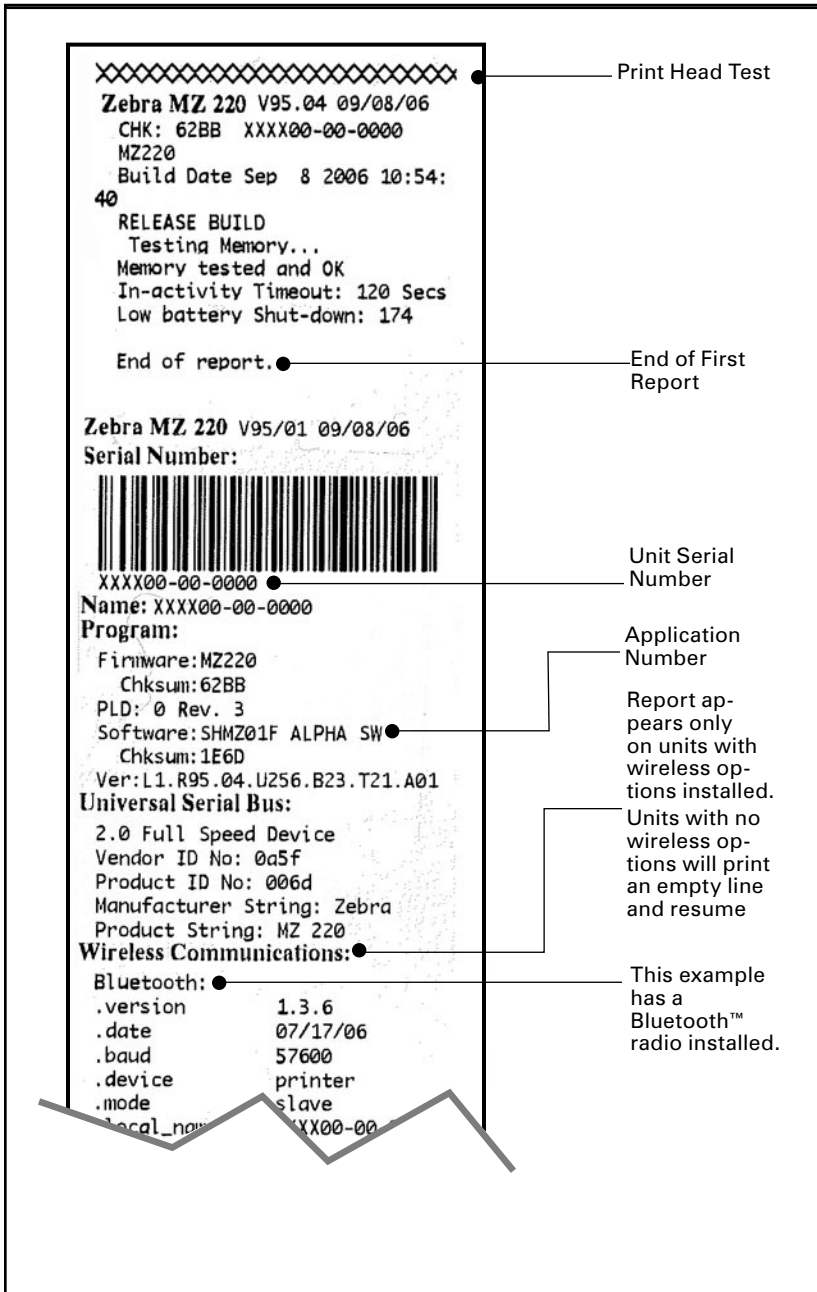 Print Head Test
Zebra MZ 220 V95.04 09/08/06
CHK: 62BB XXXX00-00-0000
MZ220
Build Date Sep 8 2006 10:54:
40
RELEASE BUILD
Testing Memory...
Memory tested and OK
In-activity Timeout: 120 Secs
Low battery Shut-down: 174
End of report.
End of First
Report
Zebra MZ 220 V95/01 09/08/06
Serial Number:
XXXX00-00-0000
Unit Serial
Number
Name: XXXX00-00-0000
Program:
Firmware:MZ220
Chksum:62BB
PLD: 0 Rev. 3
Software:SHMZ01F ALPHA SW
Application
Number
Chksum:1E6D
Ver:L1.R95.04.U256.B23.T21.A01
Universal Serial Bus:
2.0 Full Speed Device
Vendor ID No: 0a5f
Product ID No: 006d
Manufacturer String: Zebra
Product String: MZ 220
Wireless Communications:
Report ap-
pears only
on units with
wireless op-
tions installed.
Units with no
wireless op-
tions will print
an empty line
and resume
Bluetooth:
This example
has a
Bluetooth™
radio installed.
.version 1.3.6
.date 07/17/06
.baud 57600
.device printer
.mode slave